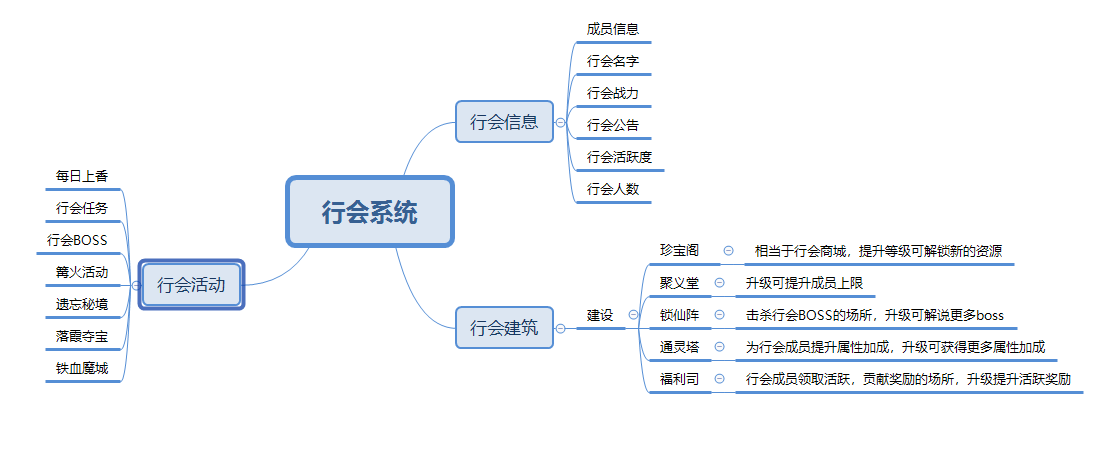 行会系统
行会信息
成员信息
行会名字
行会战力
行会公告
行会活跃度
行会人数
行会建筑
建设
珍宝阁
相当于行会商城，提升等级可解锁新的资源
聚义堂
升级可提升成员上限
锁仙阵
击杀行会BOSS的场所，升级可解说更多boss
通灵塔
为行会成员提升属性加成，升级可获得更多属性加成
福利司
行会成员领取活跃，贡献奖励的场所，升级提升活跃奖励
行会活动
每日上香
行会任务
行会BOSS
篝火活动
遗忘秘境
落霞夺宝
铁血魔城